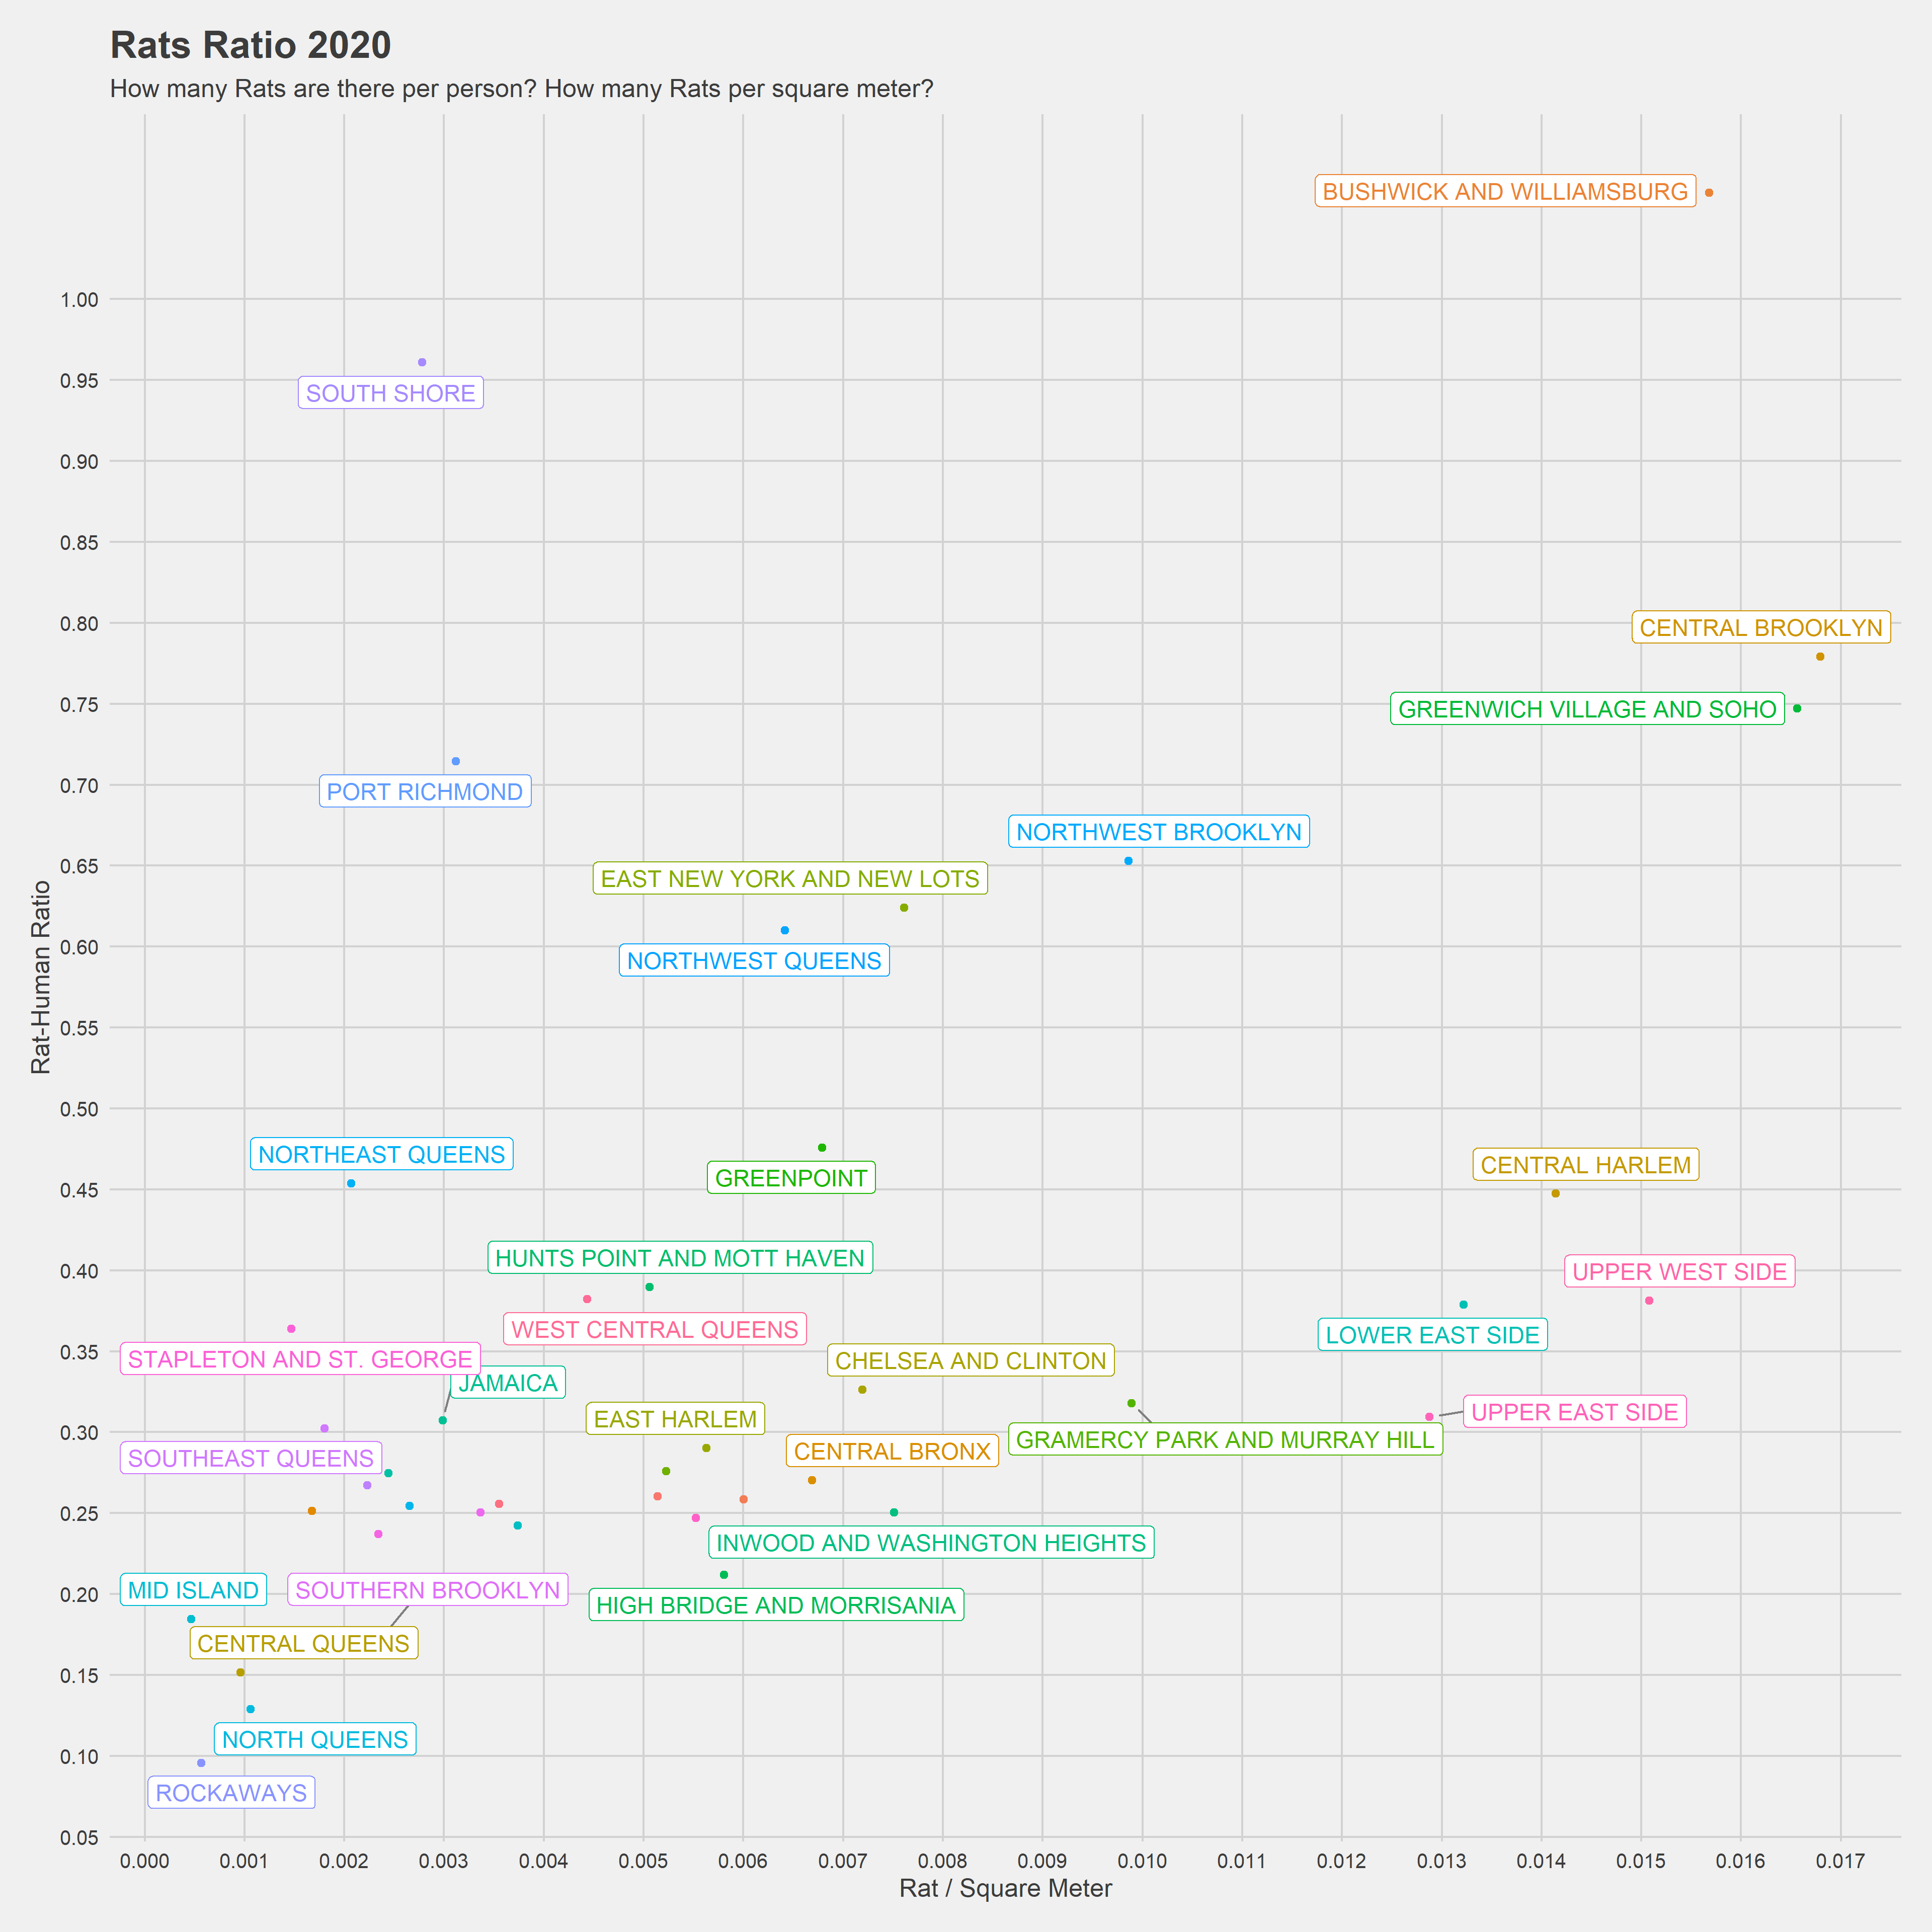 Rats Ratio 2020
How many Rats are there per person? How many Rats per square meter?
BUSHWICK AND WILLIAMSBURG
1.00
SOUTH SHORE
0.95
0.90
0.85
0.80
CENTRAL BROOKLYN
0.75
GREENWICH VILLAGE AND SOHO
0.70
PORT RICHMOND
NORTHWEST BROOKLYN
0.65
EAST NEW YORK AND NEW LOTS
0.60
NORTHWEST QUEENS
0.55
0.50
NORTHEAST QUEENS
GREENPOINT
CENTRAL HARLEM
0.45
HUNTS POINT AND MOTT HAVEN
0.40
UPPER WEST SIDE
WEST CENTRAL QUEENS
LOWER EAST SIDE
0.35
STAPLETON AND ST. GEORGE
CHELSEA AND CLINTON
JAMAICA
EAST HARLEM
UPPER EAST SIDE
0.30
GRAMERCY PARK AND MURRAY HILL
SOUTHEAST QUEENS
CENTRAL BRONX
0.25
INWOOD AND WASHINGTON HEIGHTS
0.20
MID ISLAND
SOUTHERN BROOKLYN
HIGH BRIDGE AND MORRISANIA
CENTRAL QUEENS
0.15
NORTH QUEENS
0.10
ROCKAWAYS
0.05
Rat-Human Ratio
0.000 0.001 0.002 0.003 0.004 0.005 0.006 0.007 0.008 0.009 0.010 0.011 0.012 0.013 0.014 0.015 0.016 0.017
Rat / Square Meter